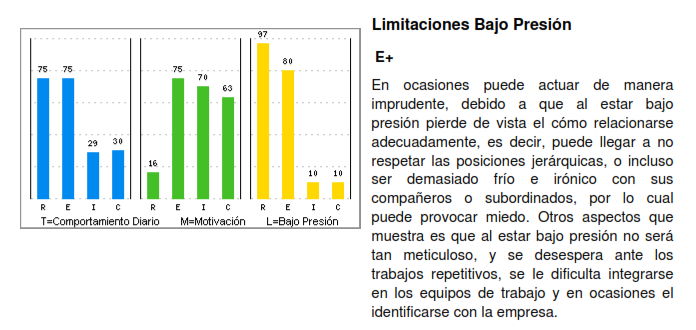 97
75 75 75 70 63 80
29 30 16 10 10
R E I C R E I C R E I C
T=Comportamiento Diario M=Motivación L=Bajo Presión
Limitaciones Bajo Presión
E+
En ocasiones puede actuar de manera
imprudente, debido a que al estar bajo
presión pierde de vista el cómo relacionarse
adecuadamente, es decir, puede llegar a no
respetar las posiciones jerárquicas, o incluso
ser demasiado frío e irónico con sus
compañeros o subordinados, por lo cual
puede provocar miedo. Otros aspectos que
muestra es que al estar bajo presión no será
tan meticuloso, y se desespera ante los
trabajos repetitivos, se le dificulta integrarse
en los equipos de trabajo y en ocasiones el
identificarse con la empresa.